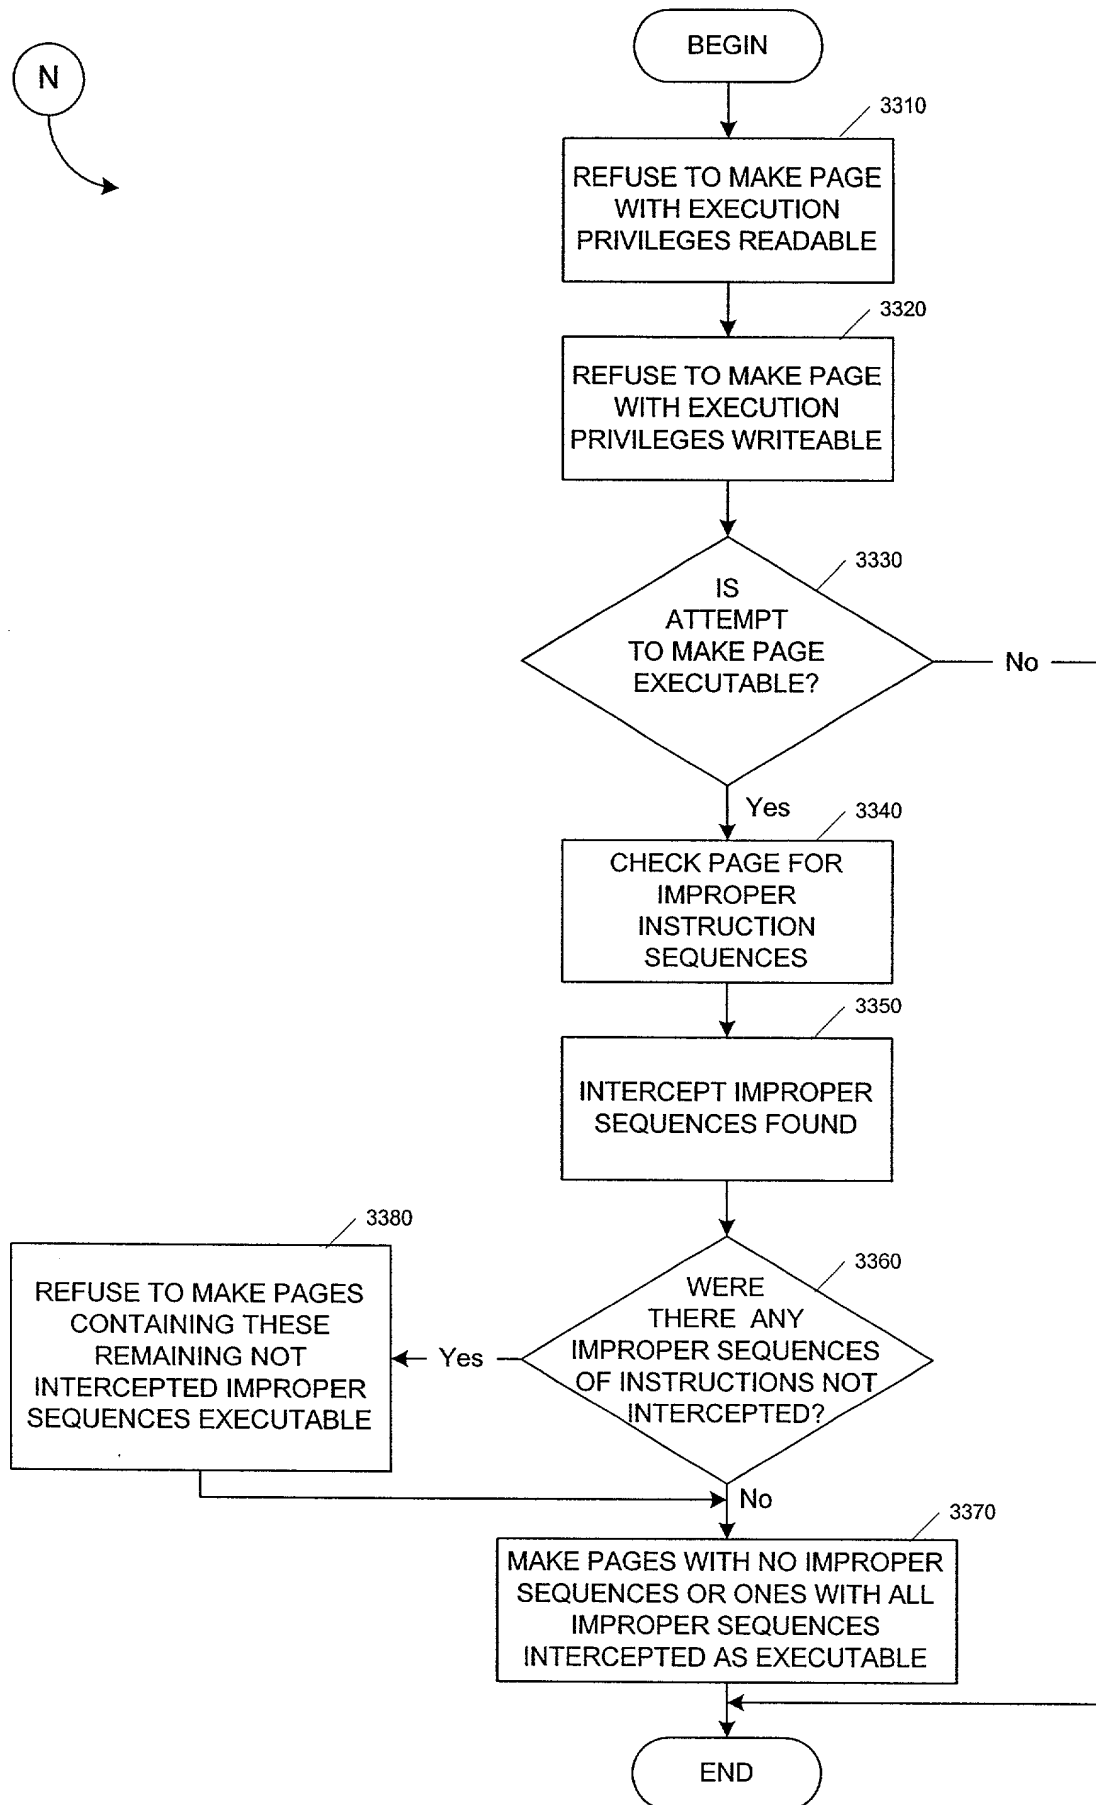 N
BEGIN
3310
REFUSE TO MAKE PAGE
WITH EXECUTION
PRIVILEGES READABLE
3320
REFUSE TO MAKE PAGE
WITH EXECUTION
PRIVILEGES WRITEABLE
3330
IS
ATTEMPT
TO MAKE PAGE
EXECUTABLE?
No
Yes
3340
CHECK PAGE FOR
IMPROPER
INSTRUCTION
SEQUENCES
3350
INTERCEPT IMPROPER
SEQUENCES FOUND
3360
WERE
THERE ANY
IMPROPER SEQUENCES
OF INSTRUCTIONS NOT
INTERCEPTED?
Yes
3380
REFUSE TO MAKE PAGES
CONTAINING THESE
REMAINING NOT
INTERCEPTED IMPROPER
SEQUENCES EXECUTABLE
No
3370
MAKE PAGES WITH NO IMPROPER
SEQUENCES OR ONES WITH ALL
IMPROPER SEQUENCES
INTERCEPTED AS EXECUTABLE
END